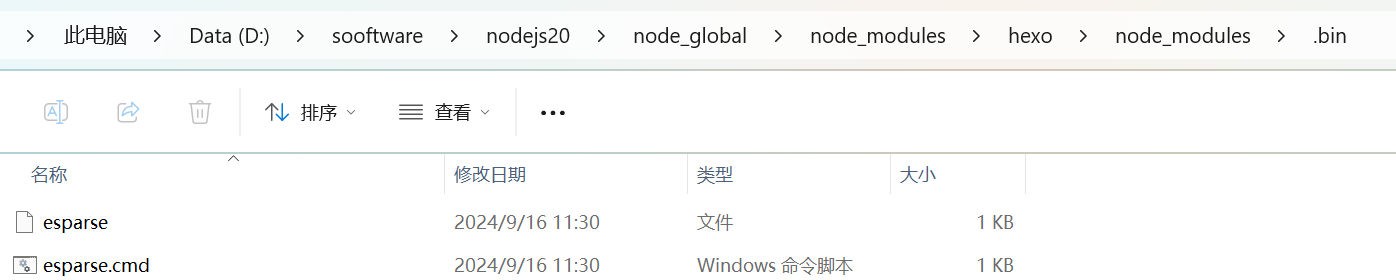 此电脑 Data (D:) sooftware nodejs20 node_global node_modules hexo node_modules .bin
排序 查看
名称 修改日期 类型 大小
esparse 2024/9/16 11:30 文件 1 KB
esparse.cmd 2024/9/16 11:30 Windows 命令脚本 1 KB